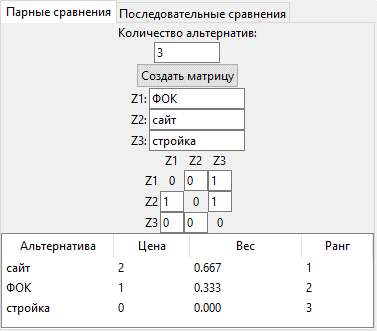 Парные сравнения Последовательные сравнения
Количество альтернатив:
3
Создать матрицу
Z1: ФОК
Z2: сайт
Z3: стройка
Z1 Z2 Z3
Z1 0 0 1
Z2 1 0 1
Z3 0 0 0
Альтернатива Цена Вес Ранг
сайт 2 0.667 1
ФОК 1 0.333 2
стройка 0 0.000 3